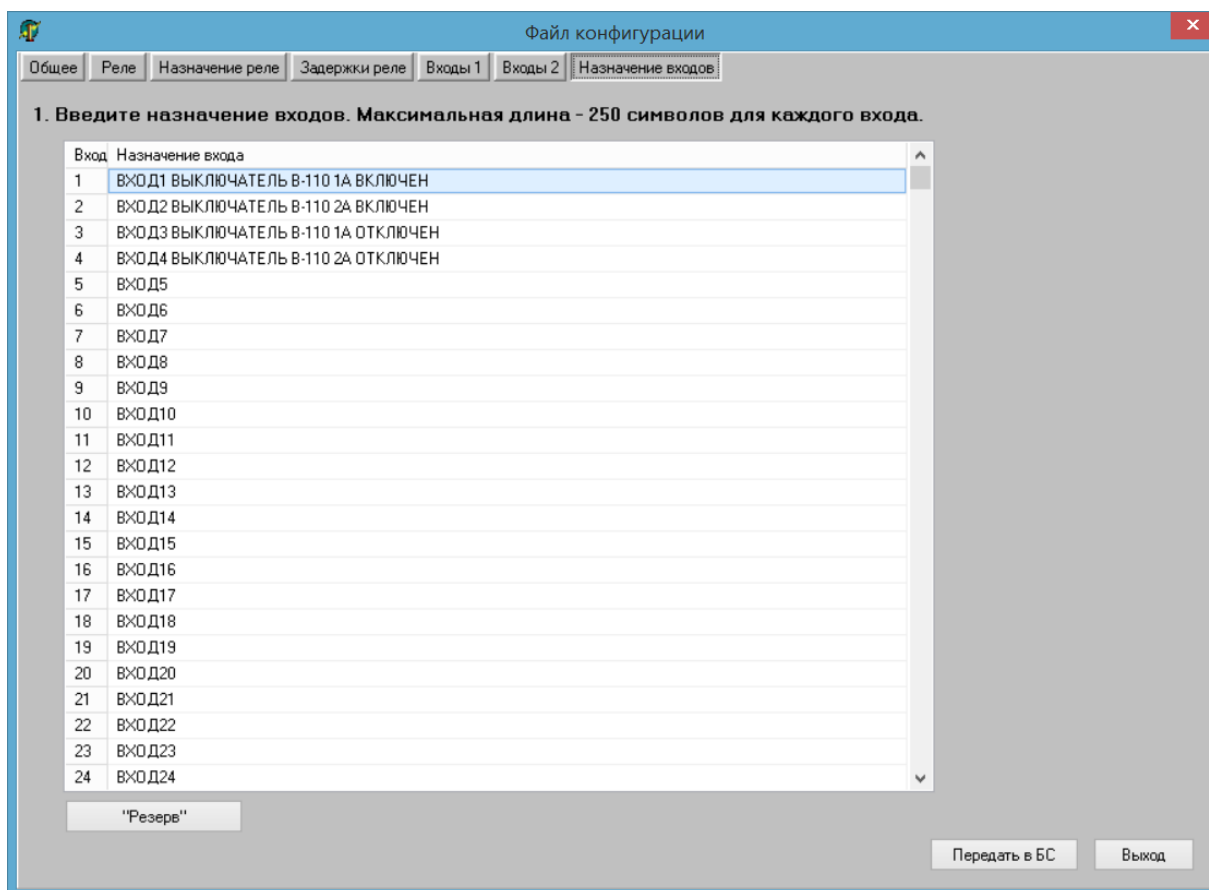 Файл конфигурации
Общее Реле Назначение реле Задержки реле Входы 1 Входы 2 Назначение входов
1. Введите назначение входов. Максимальная длина - 250 символов для каждого входа.
Вход Назначение входа
1 ВХОД1 ВЫКЛЮЧАТЕЛЬ В-110 1А ВКЛЮЧЕН
2 ВХОД2 ВЫКЛЮЧАТЕЛЬ В-110 2А ВКЛЮЧЕН
3 ВХОД3 ВЫКЛЮЧАТЕЛЬ В-110 1А ОТКЛЮЧЕН
4 ВХОД4 ВЫКЛЮЧАТЕЛЬ В-110 2А ОТКЛЮЧЕН
5 ВХОД5
6 ВХОД6
7 ВХОД7
8 ВХОД8
9 ВХОД9
10 ВХОД10
11 ВХОД11
12 ВХОД12
13 ВХОД13
14 ВХОД14
15 ВХОД15
16 ВХОД16
17 ВХОД17
18 ВХОД18
19 ВХОД19
20 ВХОД20
21 ВХОД21
22 ВХОД22
23 ВХОД23
24 ВХОД24
"Резерв"
Передать в БС Выход